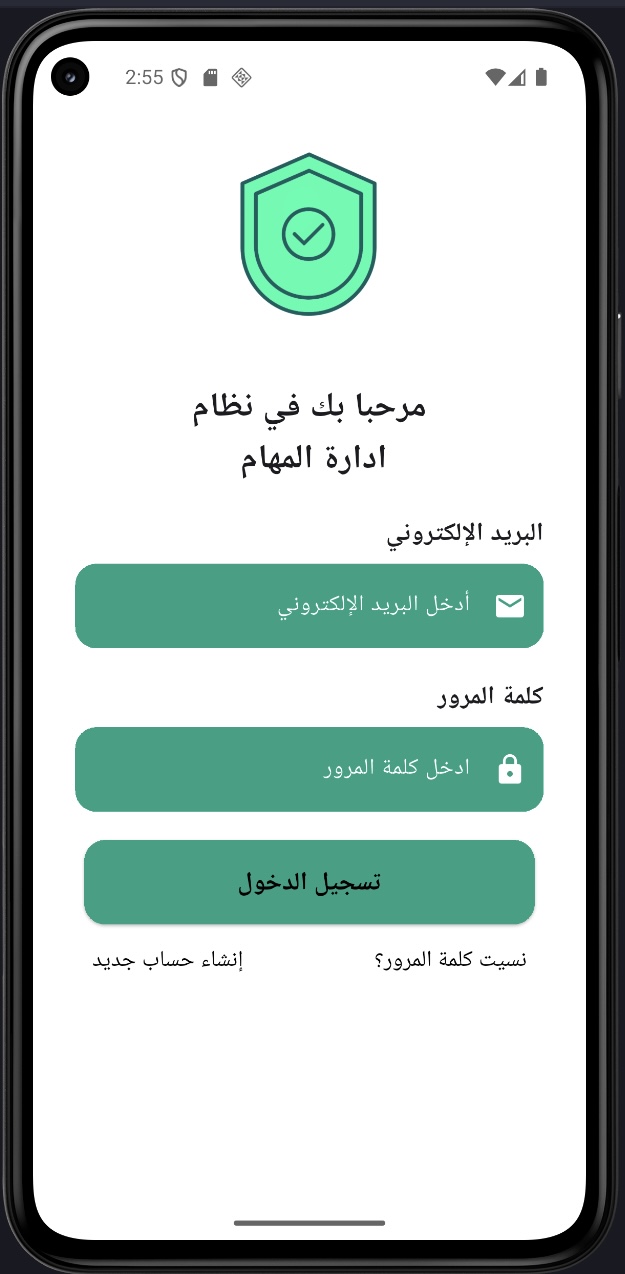 2:55
مرحبا بك في نظام
ادارة المهام
البريد الإلكتروني
أدخل البريد الإلكتروني
كلمة المرور
ادخل كلمة المرور
تسجيل الدخول
نسيت كلمة المرور؟
إنشاء حساب جديد